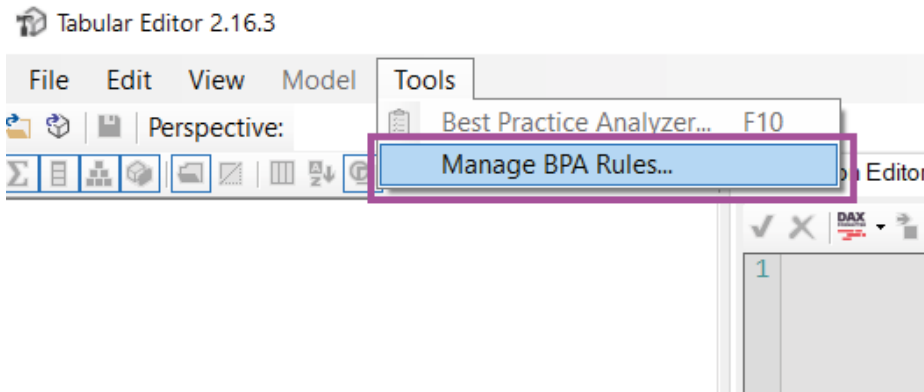 Tabular Editor 2.16.3
File Edit View Model Tools
Perspective:
Best Practice Analyzer... F10
Manage BPA Rules...
Editor
DAX
1